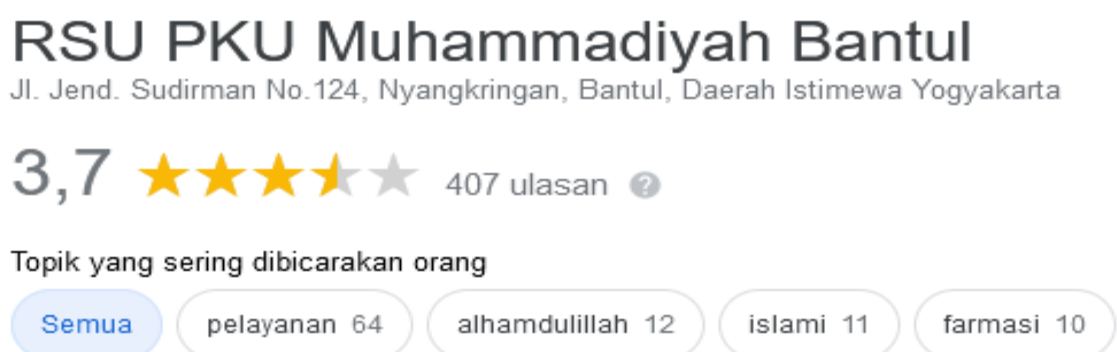 RSU PKU Muhammadiyah Bantul
Jl. Jend. Sudirman No.124, Nyangkringan, Bantul, Daerah Istimewa Yogyakarta
3,7 407 ulasan ?
Topik yang sering dibicarakan orang
Semua pelayanan 64 alhamdulillah 12 islami 11 farmasi 10